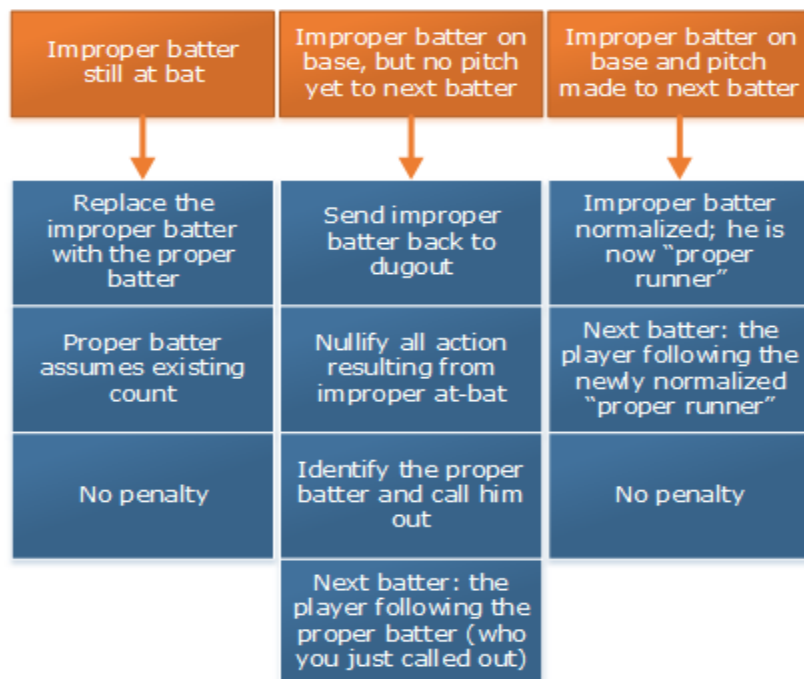 Improper batter
still at bat
Improper batter on
base, but no pitch
yet to next batter
Improper batter on
base and pitch
made to next batter
Replace the
improper batter
with the proper
batter
Proper batter
assumes existing
count
No penalty
Send improper
batter back to
dugout
Nullify all action
resulting from
improper at-bat
Identify the proper
batter and call him
out
Next batter: the
player following the
proper batter (who
you just called out)
Improper batter
normalized; he is
now “proper
runner”
Next batter: the
player following the
newly normalized
“proper runner”
No penalty